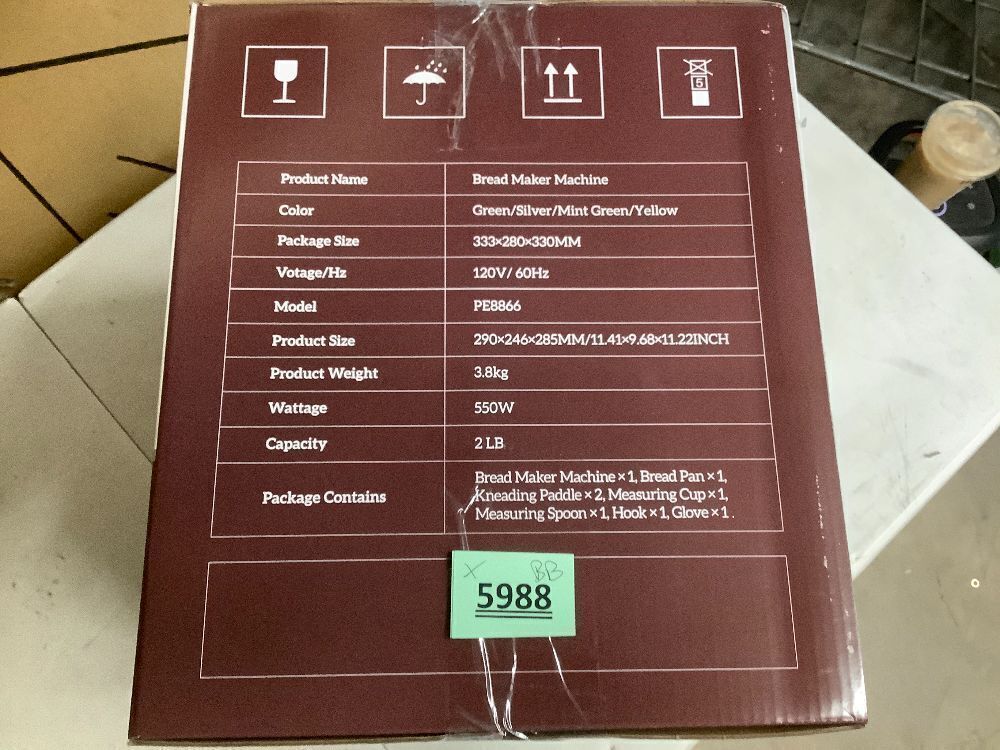 5
Product Name Bread Maker Machine
Color Green/Silver/Mint Green/Yellow
Package Size 333×280×330MM
Votage/Hz 120V/ 60Hz
Model PE8866
Product Size 290×246×285MM/11.41×9.68×11.22INCH
Product Weight 3.8kg
Wattage 550W
Capacity 2 LB
Package Contains Bread Maker Machine×1, Bread Pan×1,
Kneading Paddle×2, Measuring Cup×1,
Measuring Spoon×1, Hook×1, Glove×1.
X BB
5988